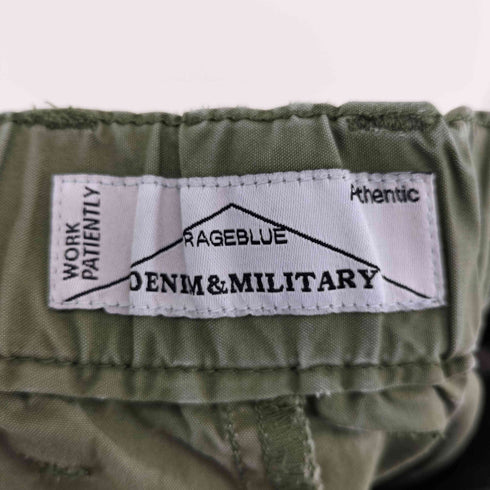 WORK
PATIENTLY
Athentic
RAGEBLUE
DENIM&MILITARY